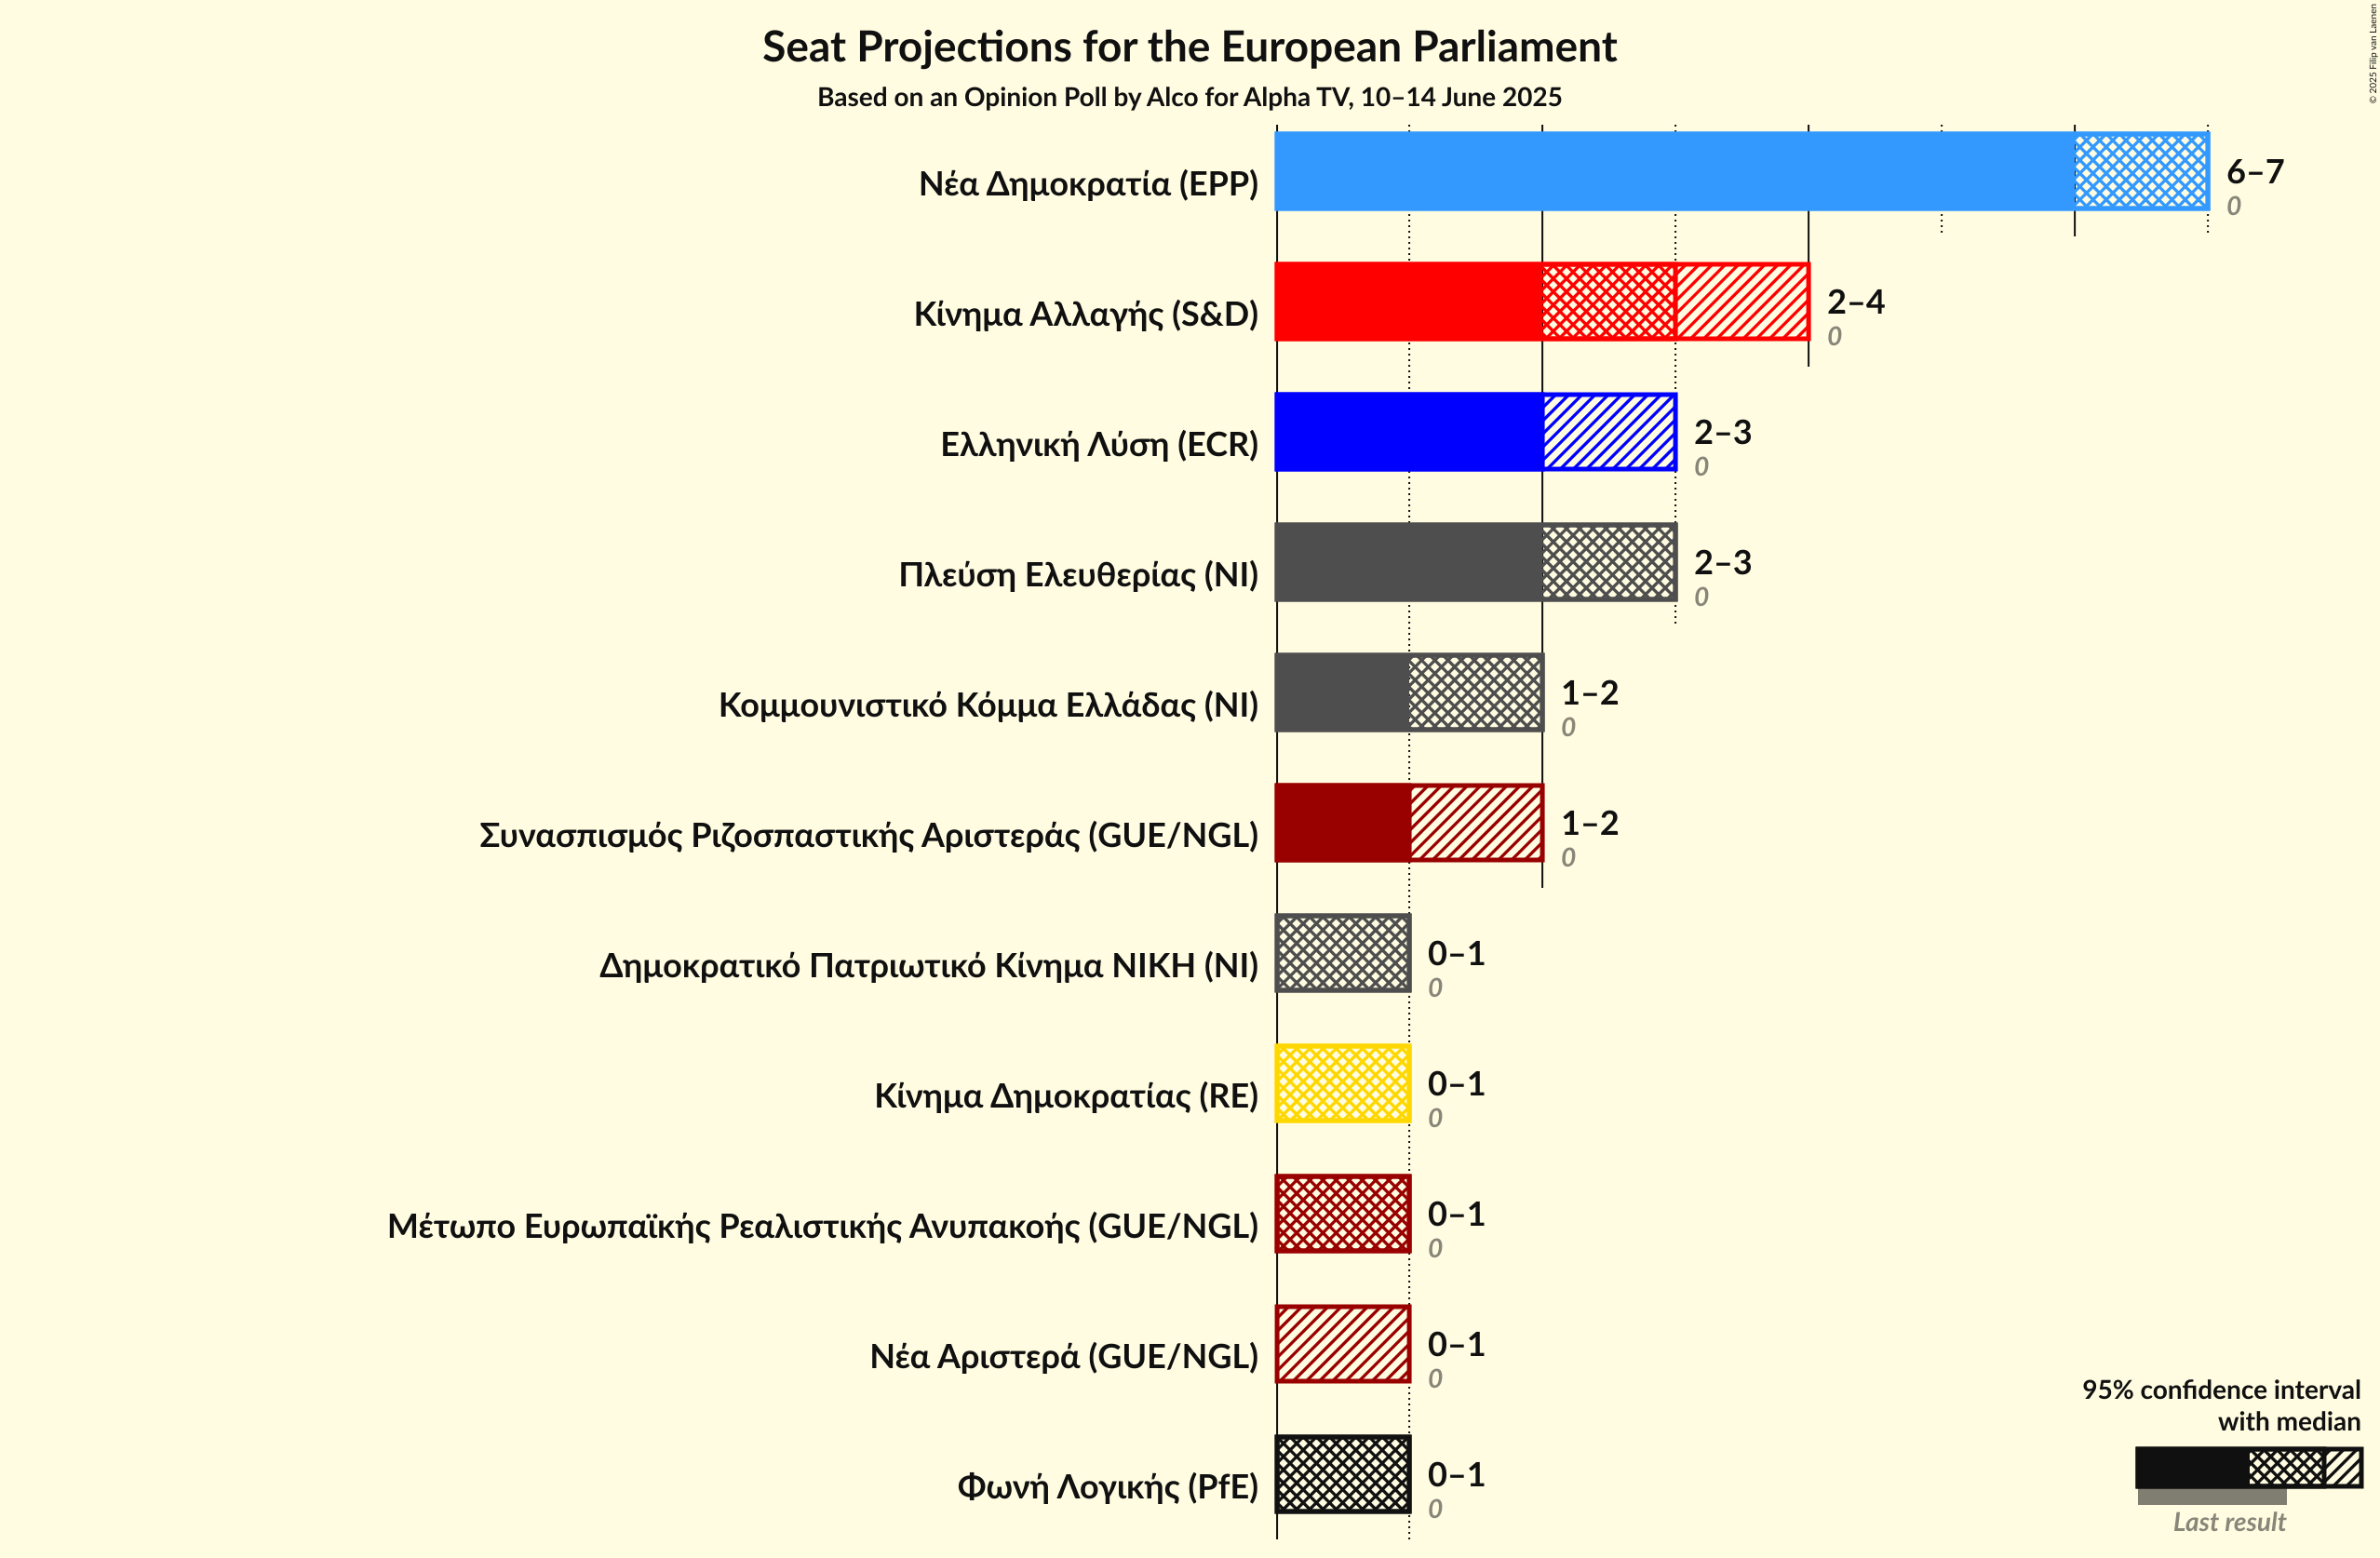 Seat Projections for the European Parliament
Based on an Opinion Poll by Alco for Alpha TV, 10–14 June 2025
© 2025 Filip van Laenen
Νέα Δημοκρατία (EPP)
6–7
0
Κίνημα Αλλαγής (S&D)
2–4
0
Ελληνική Λύση (ECR)
2–3
0
Πλεύση Ελευθερίας (NI)
2–3
0
Κομμουνιστικό Κόμμα Ελλάδας (NI)
1–2
0
Συνασπισμός Ριζοσπαστικής Αριστεράς (GUE/NGL)
1–2
0
Δημοκρατικό Πατριωτικό Κίνημα ΝΙΚΗ (NI)
0–1
0
Κίνημα Δημοκρατίας (RE)
0–1
0
Μέτωπο Ευρωπαϊκής Ρεαλιστικής Ανυπακοής (GUE/NGL)
0–1
0
Νέα Αριστερά (GUE/NGL)
0–1
0
Φωνή Λογικής (PfE)
0–1
0
95% confidence interval
with median
Last result